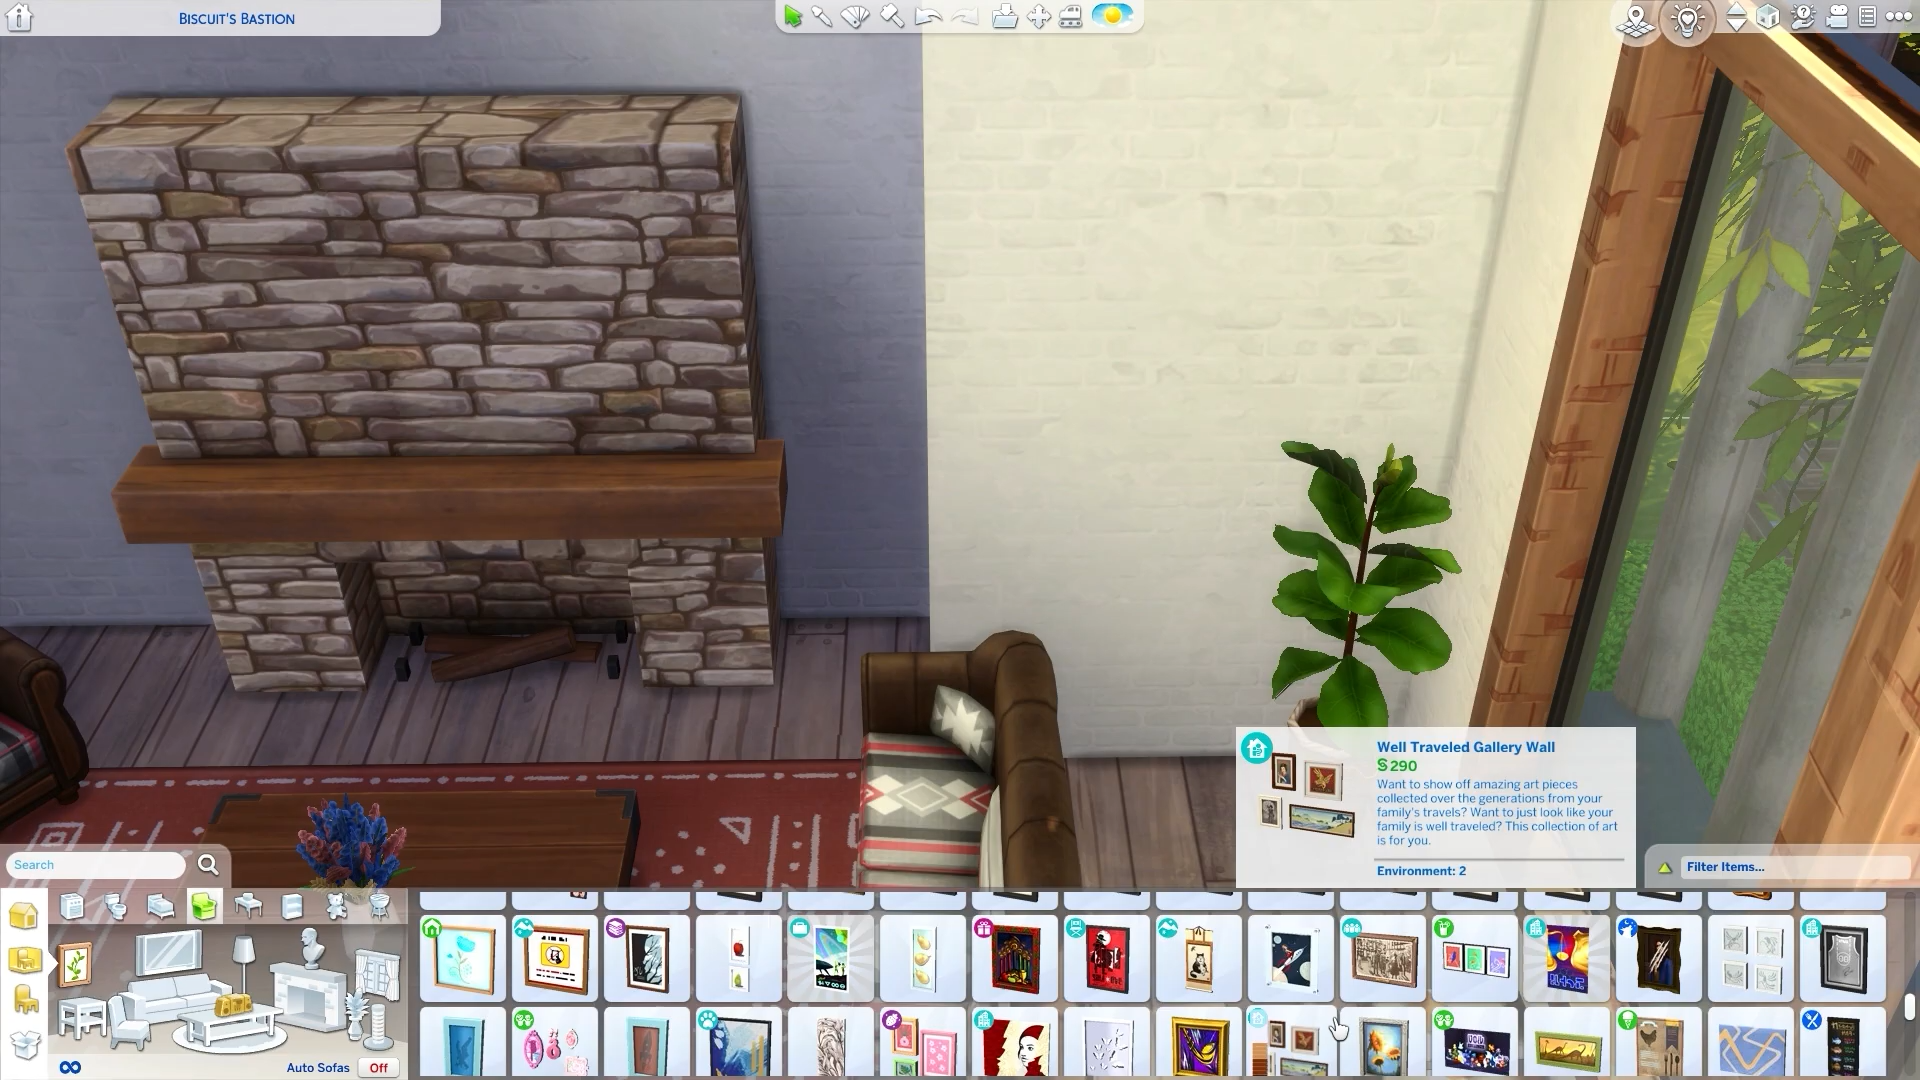 BISCUIT'S BASTION
Well Traveled Gallery Wall
§290
Want to show off amazing art pieces
collected over the generations from your
family's travels? Want to just look like your
family is well traveled? This collection of art
is for you.
Environment: 2
Search
Filter Items...
Auto Sofas
Off